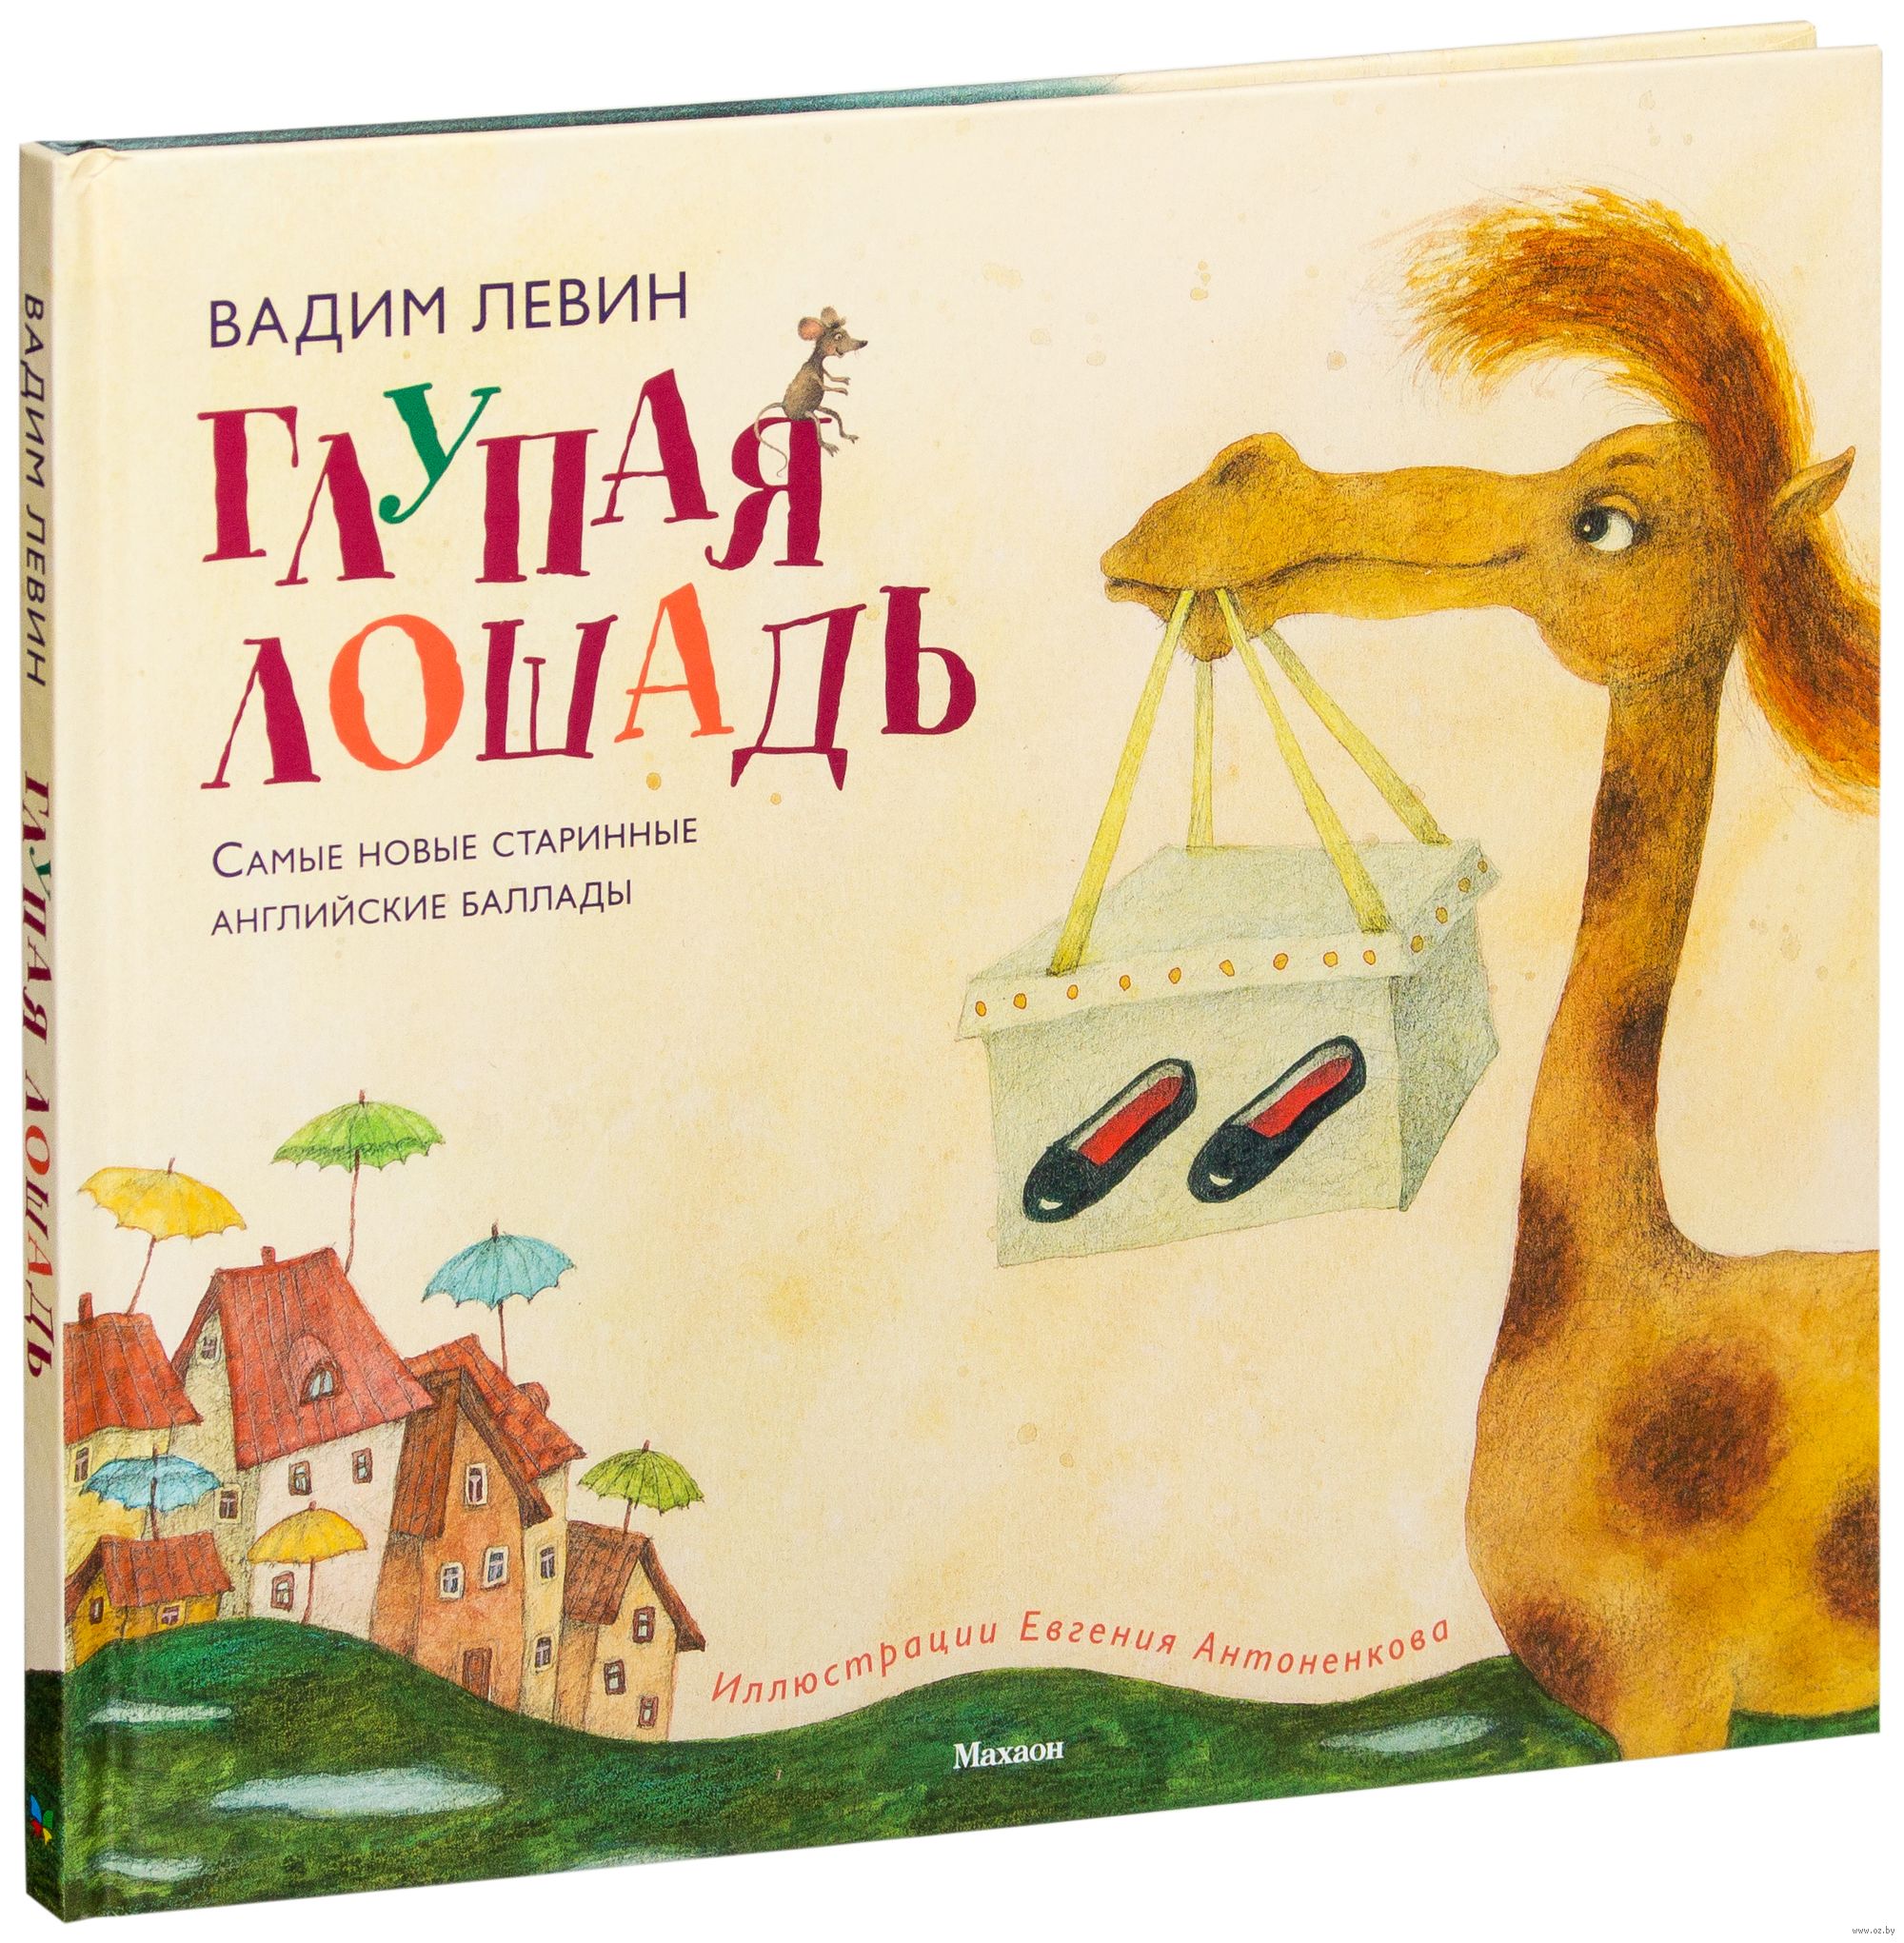 ВАДИМ ЛЕВИН
ГЛУПАЯ
ЛОШАДЬ
САМЫЕ НОВЫЕ СТАРИННЫЕ
АНГЛИЙСКИЕ БАЛЛАДЫ
Иллюстрации Евгения Антоненкова
Махаон
ВАДИМ ЛЕВИН ГЛУПАЯ ЛОШАДЬ
www.oz.by